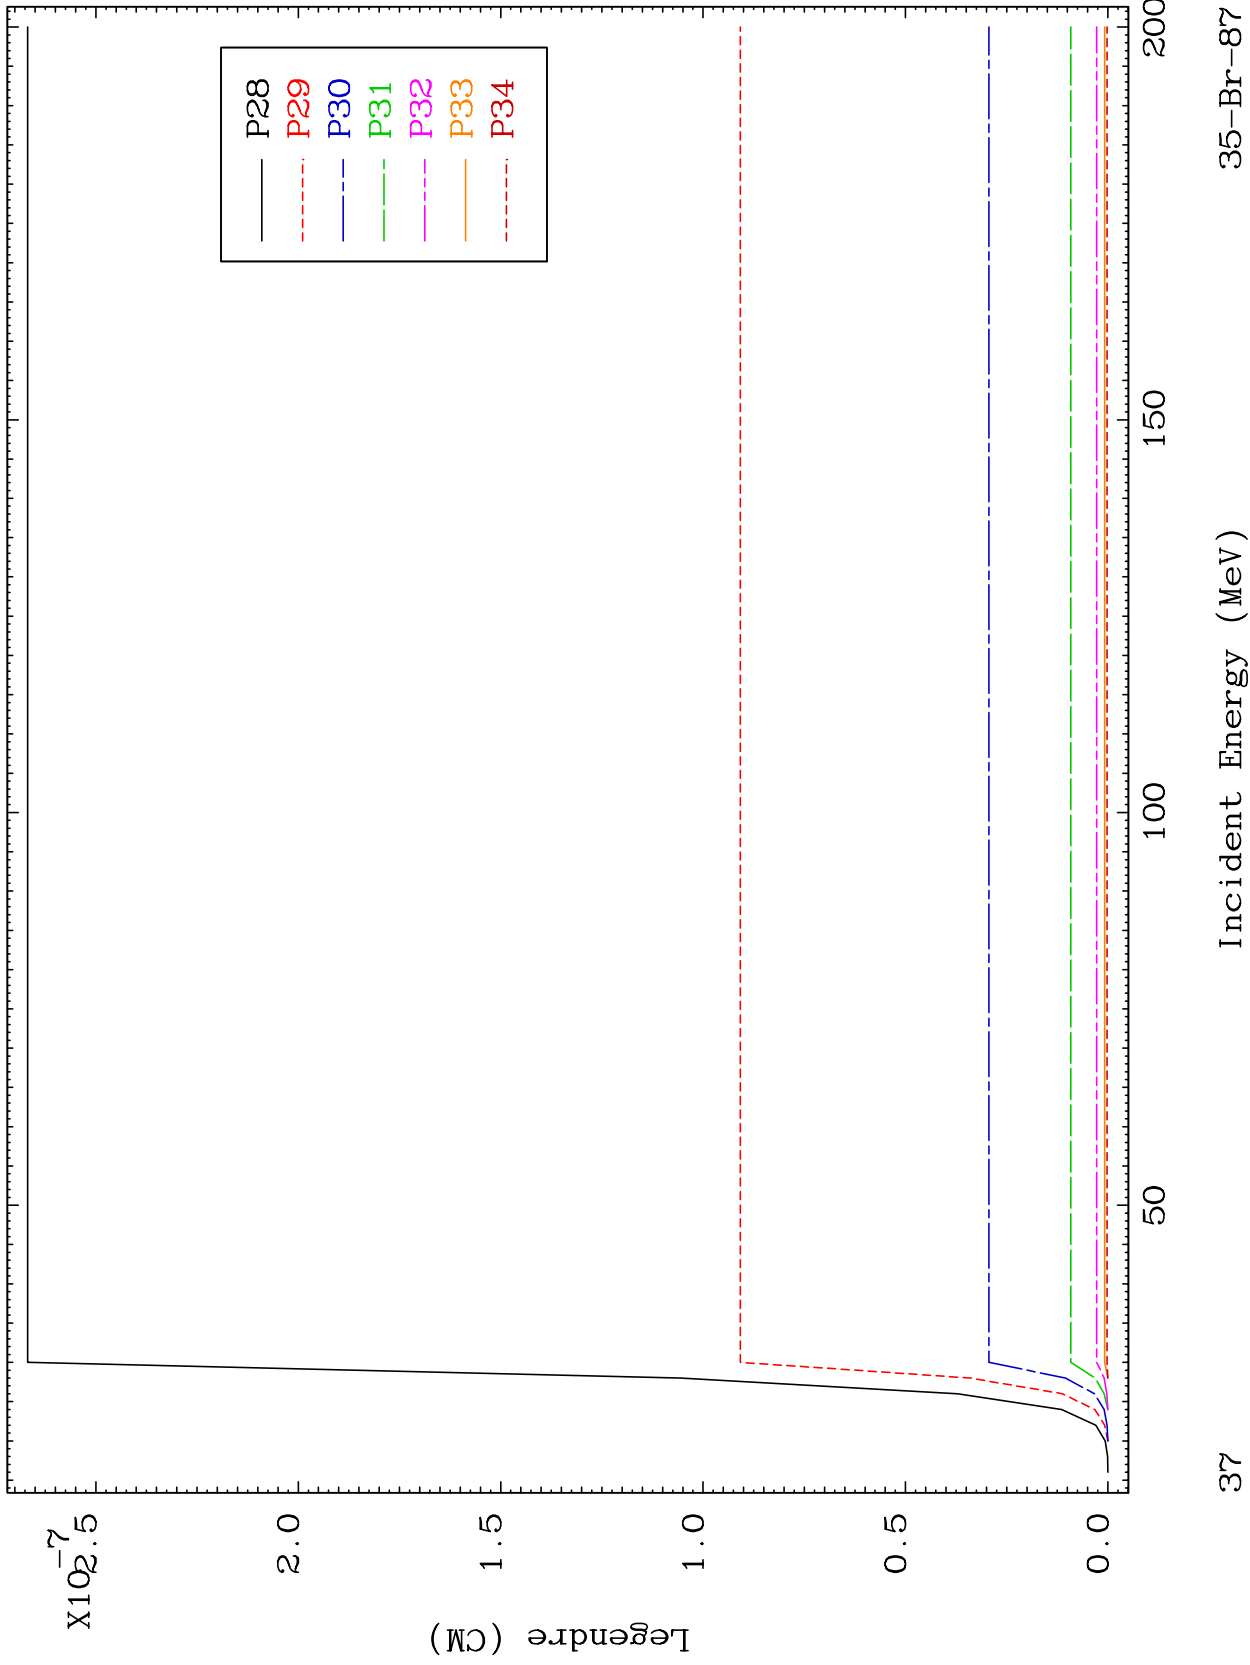 X10-7
2.5
2.0
1.5
1.0
0.5
0.0
Legendre (CM)
P28
P29
P30
P31
P32
P33
P34
50
100
150
200
Incident Energy (MeV)
37
35-Br-87